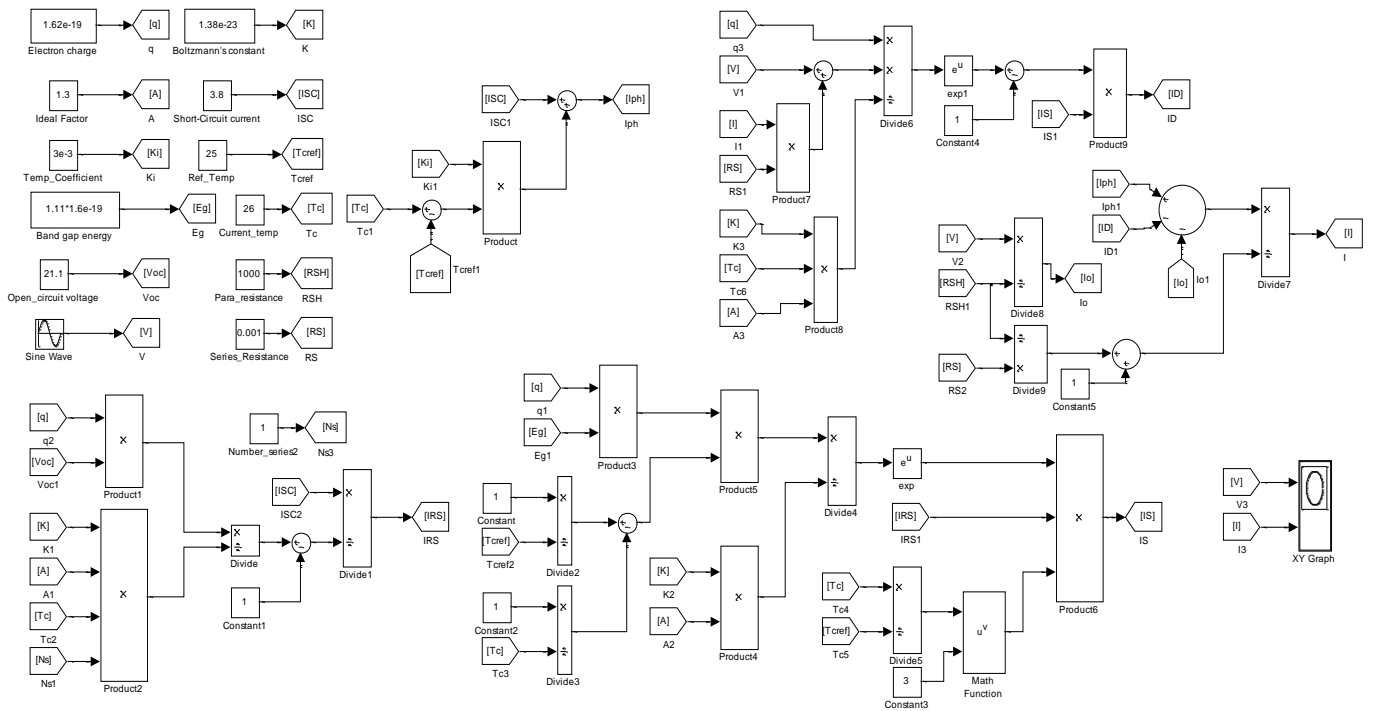 1.62e-19
[q]
Electron charge
q
1.38e-23
[K]
Boltzmann's constant
K
1.3
[A]
Ideal Factor
A
3.8
[ISC]
Short-Circuit current
ISC
3e-3
[Ki]
Temp_Coefficient
Ki
25
[Tcref]
Ref_Temp
Tcref
1.11*1.6e-19
[Eg]
Band gap energy
Eg
26
[Tc]
Current_temp
Tc
21.1
[Voc]
Open_circuit voltage
Voc
1000
[RSH]
Para_resistance
RSH
Sine Wave
[V]
V
0.001
[RS]
Series_Resistance
RS
[ISC]
ISC1
[Iph]
Iph
[Ki]
Ki1
[Tc]
Tc1
[Tcref]
Tcref1
×
Product
[q]
q3
[V]
V1
[I]
I1
[RS]
RS1
×
Product7
[K]
K3
[Tc]
Tc6
[A]
A3
×
Product8
×
×
÷
Divide6
e^u
exp1
1
Constant4
[IS]
IS1
×
Product9
[ID]
ID
[Iph]
Iph1
[ID]
ID1
[Io]
Io1
×
÷
Divide7
[I]
I
[V]
V2
[RSH]
RSH1
×
÷
Divide8
[Io]
Io
[RS]
RS2
÷
×
Divide9
1
Constant5
[q]
q2
[Voc]
Voc1
×
Product1
1
[Ns]
Number_series2
Ns3
[K]
K1
[A]
A1
[Tc]
Tc2
[Ns]
Ns1
×
Product2
×
÷
Divide
1
Constant1
[ISC]
ISC2
×
÷
Divide1
[IRS]
IRS
[q]
q1
[Eg]
Eg1
×
Product3
1
Constant
[Tcref]
Tcref2
×
÷
Divide2
1
Constant2
[Tc]
Tc3
×
÷
Divide3
×
Product5
[K]
K2
[A]
A2
×
Product4
×
÷
Divide4
e^u
exp
[IRS]
IRS1
[Tc]
Tc4
[Tcref]
Tc5
×
÷
Divide5
3
Constant3
u^v
Math
Function
×
Product6
[IS]
IS
[V]
V3
[I]
I3
XY Graph